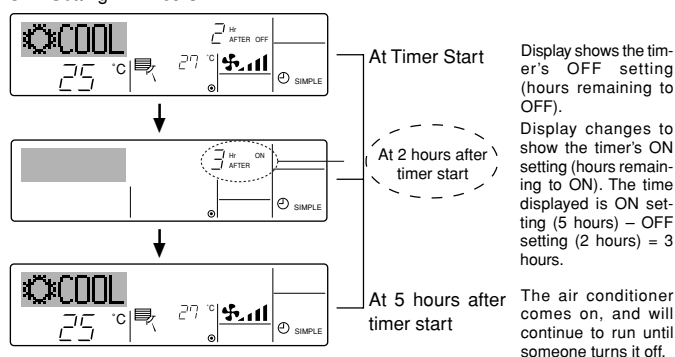 COOL
2 Hr
AFTER OFF
25 °C
27 °C
SIMPLE
At Timer Start
Display shows the tim-
er's OFF setting
(hours remaining to
OFF).
3 Hr ON
AFTER
SIMPLE
At 2 hours after
timer start
Display changes to
show the timer's ON
setting (hours remain-
ing to ON). The time
displayed is ON set-
ting (5 hours) – OFF
setting (2 hours) = 3
hours.
COOL
25 °C
27 °C
SIMPLE
At 5 hours after
timer start
The air conditioner
comes on, and will
continue to run until
someone turns it off.